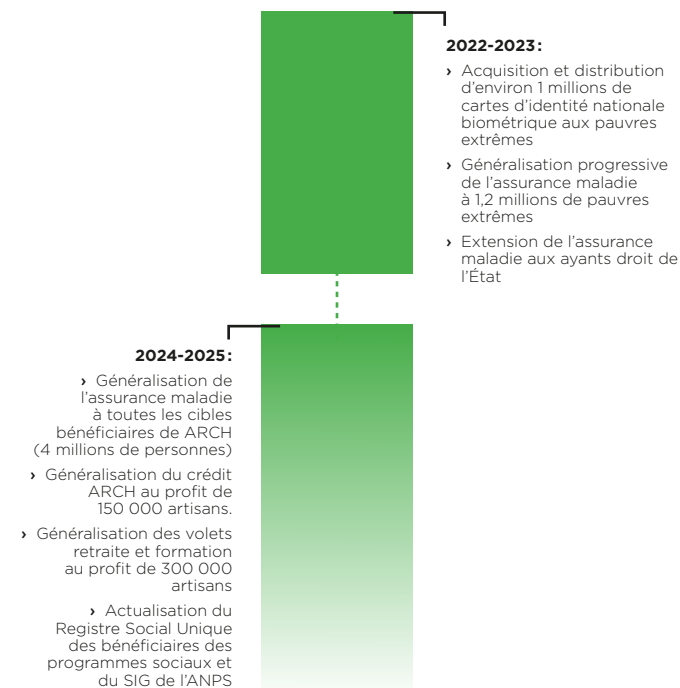 2022-2023:
› Acquisition et distribution
d’environ 1 millions de
cartes d’identité nationale
biométrique aux pauvres
extrêmes
› Généralisation progressive
de l’assurance maladie
à 1,2 millions de pauvres
extrêmes
› Extension de l’assurance
maladie aux ayants droit de
l’État
2024-2025:
› Généralisation de
l’assurance maladie
à toutes les cibles
bénéficiaires de ARCH
(4 millions de personnes)
› Généralisation du crédit
ARCH au profit de
150 000 artisans.
› Généralisation des volets
retraite et formation
au profit de 300 000
artisans
› Actualisation du
Registre Social Unique
des bénéficiaires des
programmes sociaux et
du SIG de l’ANPS